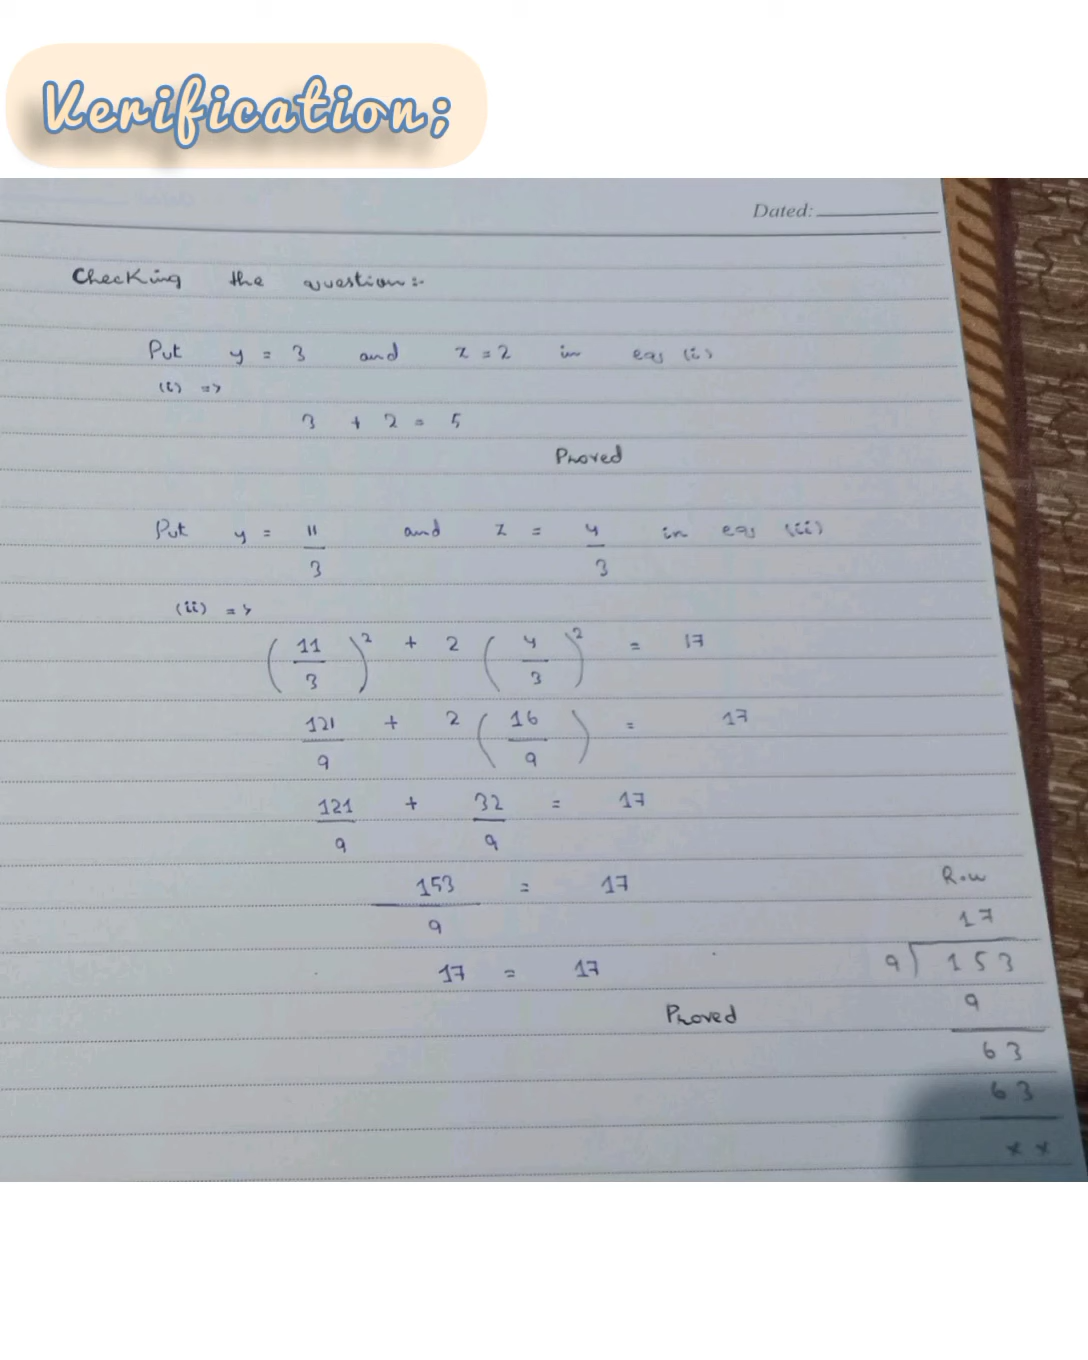 Verification;
Dated:
Checking the question:-
Put y = 3 and z = 2 in eq (i)
(i) =>
3 + 2 = 5
Proved
Put y = 11/3 and z = 4/3 in eq (ii)
(ii) =>
(11/3)² + 2 (4/3)² = 17
121/9 + 2 (16/9) = 17
121/9 + 32/9 = 17
153/9 = 17
17 = 17
Proved
R.w
17
9) 153
9
63
63
x x